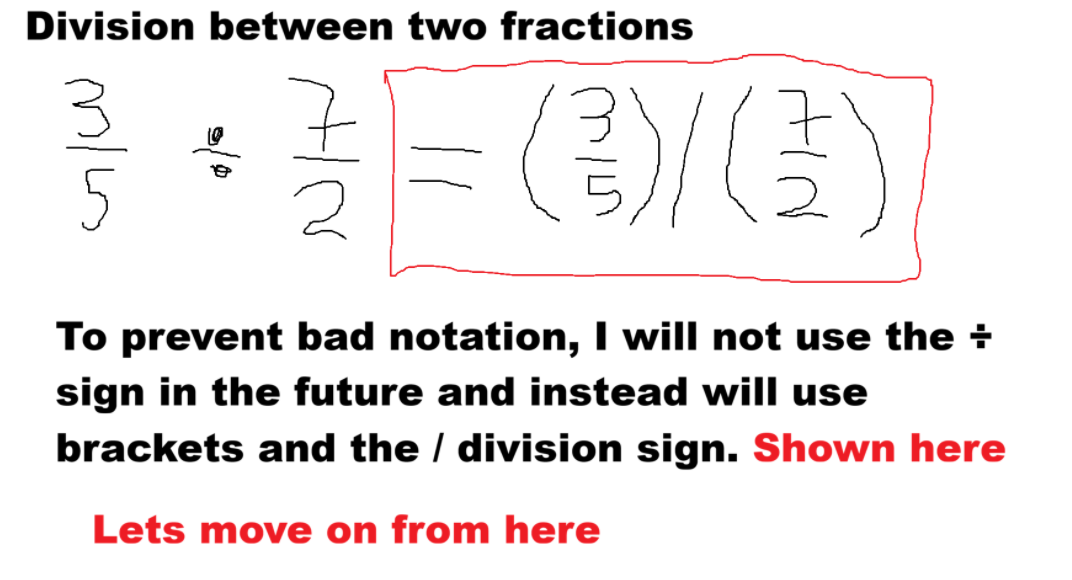 Division between two fractions
3/5 ÷ 7/2 = (3/5)/(7/2)
To prevent bad notation, I will not use the ÷
sign in the future and instead will use
brackets and the / division sign. Shown here
Lets move on from here